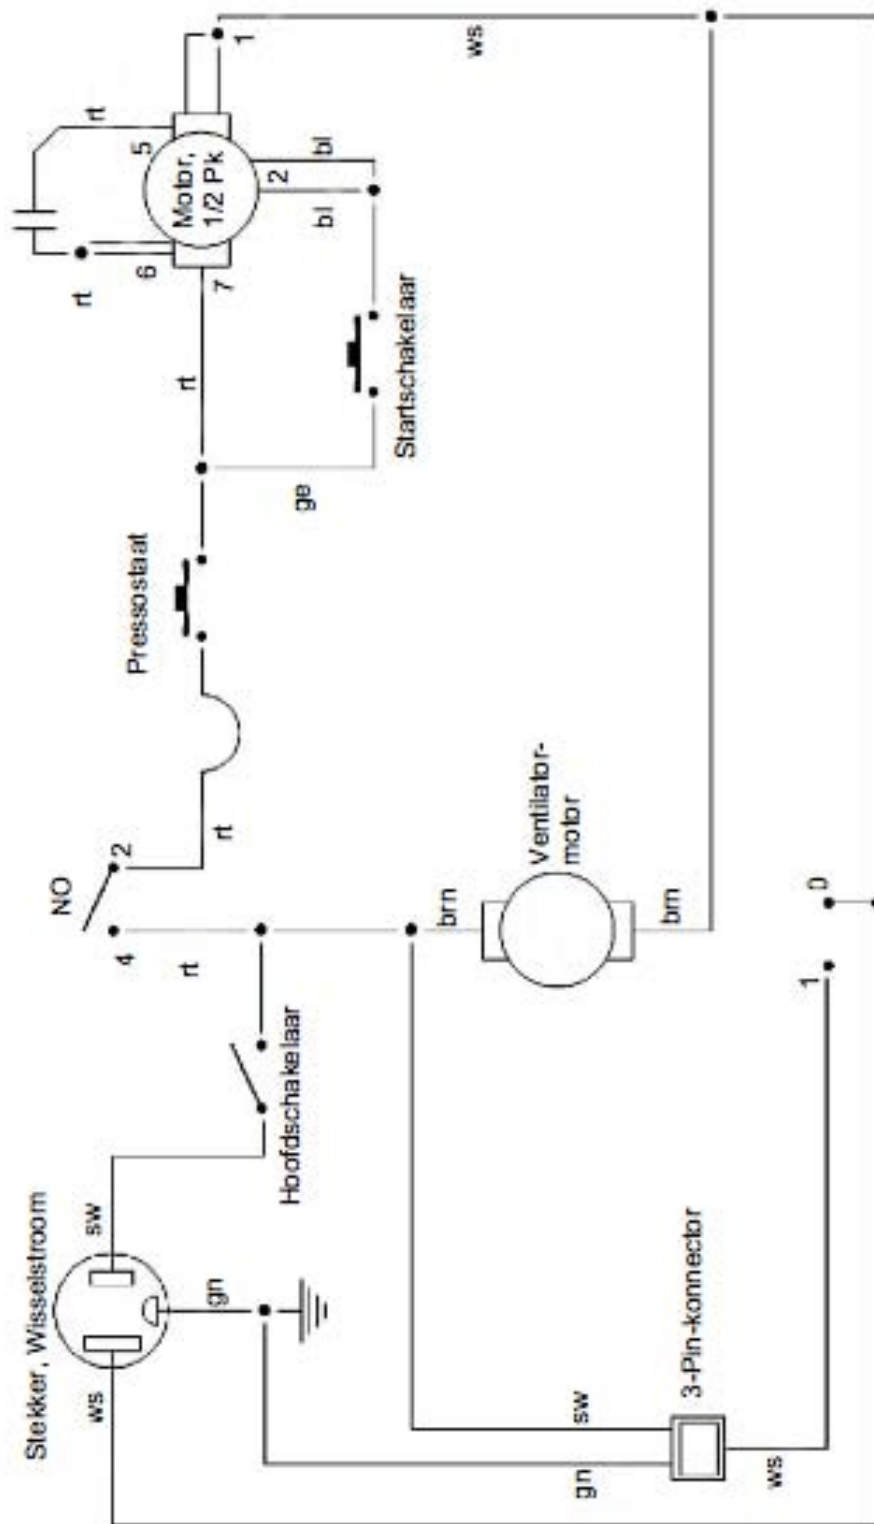 Stekker, Wisselstroom
ws
sw
gn
Hoofdschakelaar
4
NO
2
rt
rt
Pressostaat
rt
ge
Startschakelaar
rt
6
7
Motor,
1/2 Pk
5
rt
2
bl
bl
1
ws
brn
Ventilator-
motor
brn
1
0
gn
sw
3-Pin-konnector
ws